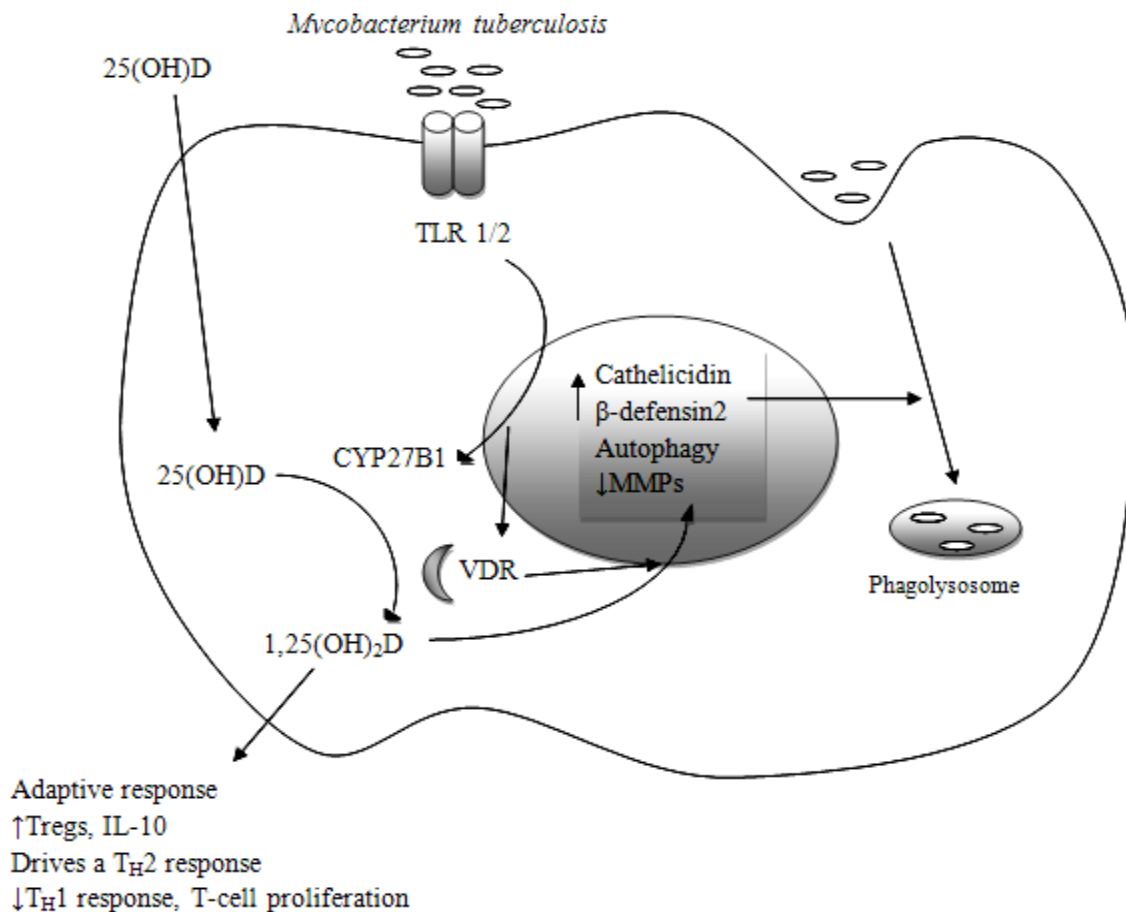 Mycobacterium tuberculosis
25(OH)D
TLR 1/2
Cathelicidin
β-defensin2
Autophagy
↓MMPs
CYP27B1
25(OH)D
VDR
Phagolysosome
1,25(OH)₂D
Adaptive response
↑Tregs, IL-10
Drives a TH2 response
↓TH1 response, T-cell proliferation